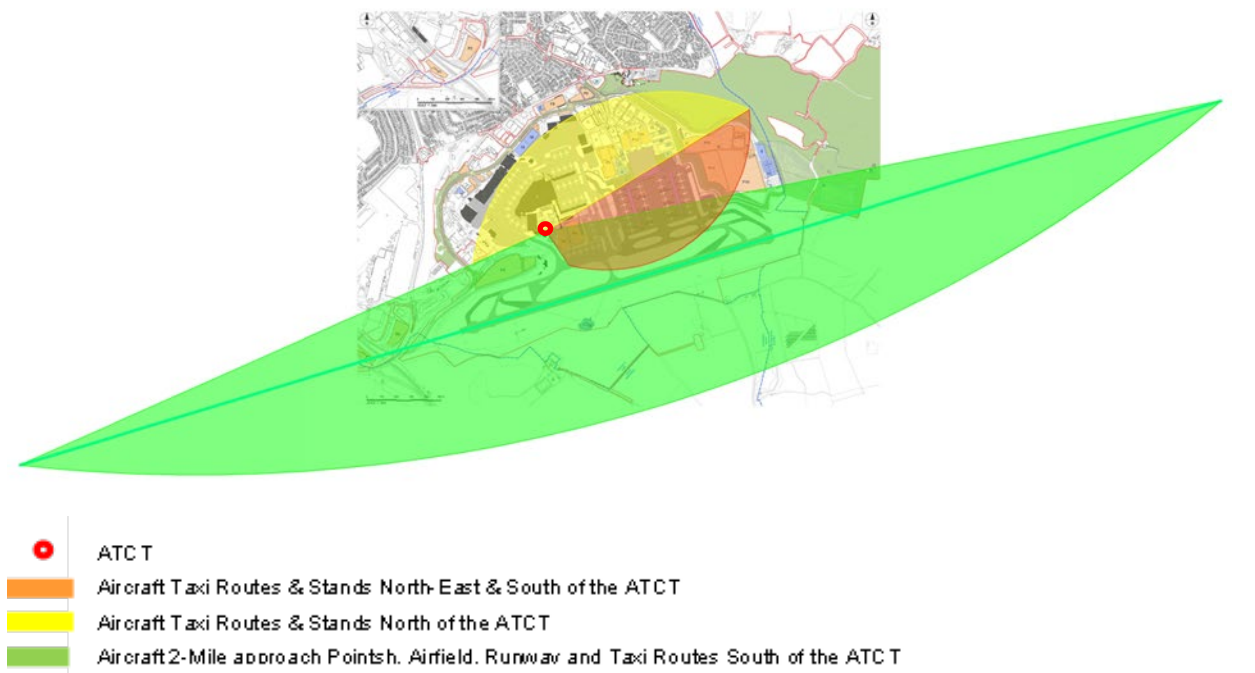 ATCT
Aircraft Taxi Routes & Stands North-East & South of the ATCT
Aircraft Taxi Routes & Stands North of the ATCT
Aircraft 2-Mile approach Pointsh, Airfield, Runway and Taxi Routes South of the ATCT